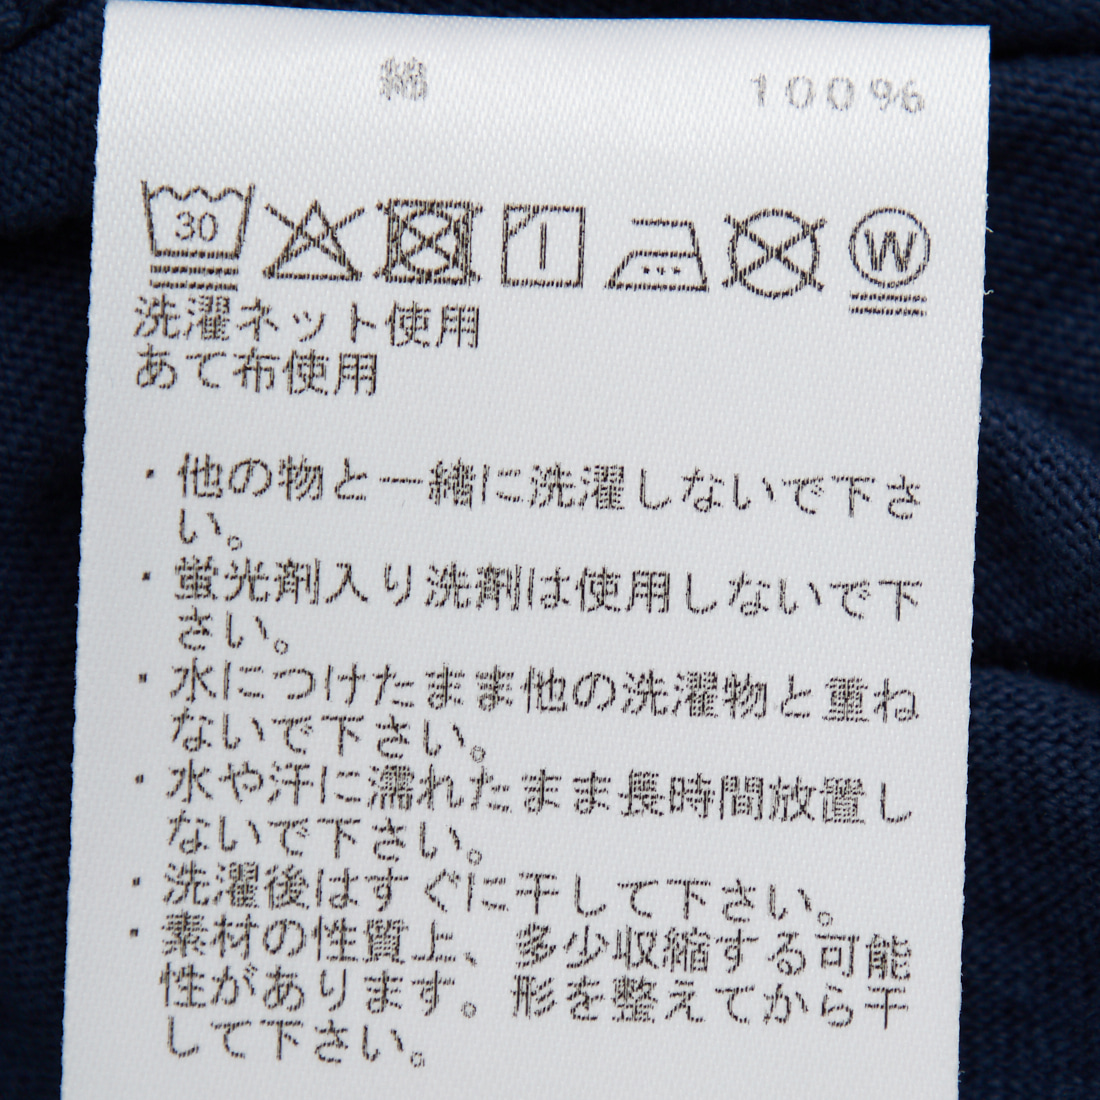 綿 100%
30
W
洗濯ネット使用
あて布使用
・他の物と一緒に洗濯しないで下さ
い。
・蛍光剤入り洗剤は使用しないで下
さい。
・水につけたまま他の洗濯物と重ね
ないで下さい。
・水や汗に濡れたまま長時間放置し
ないで下さい。
・洗濯後はすぐに干して下さい。
・素材の性質上、多少収縮する可能
性があります。形を整えてから干
して下さい。